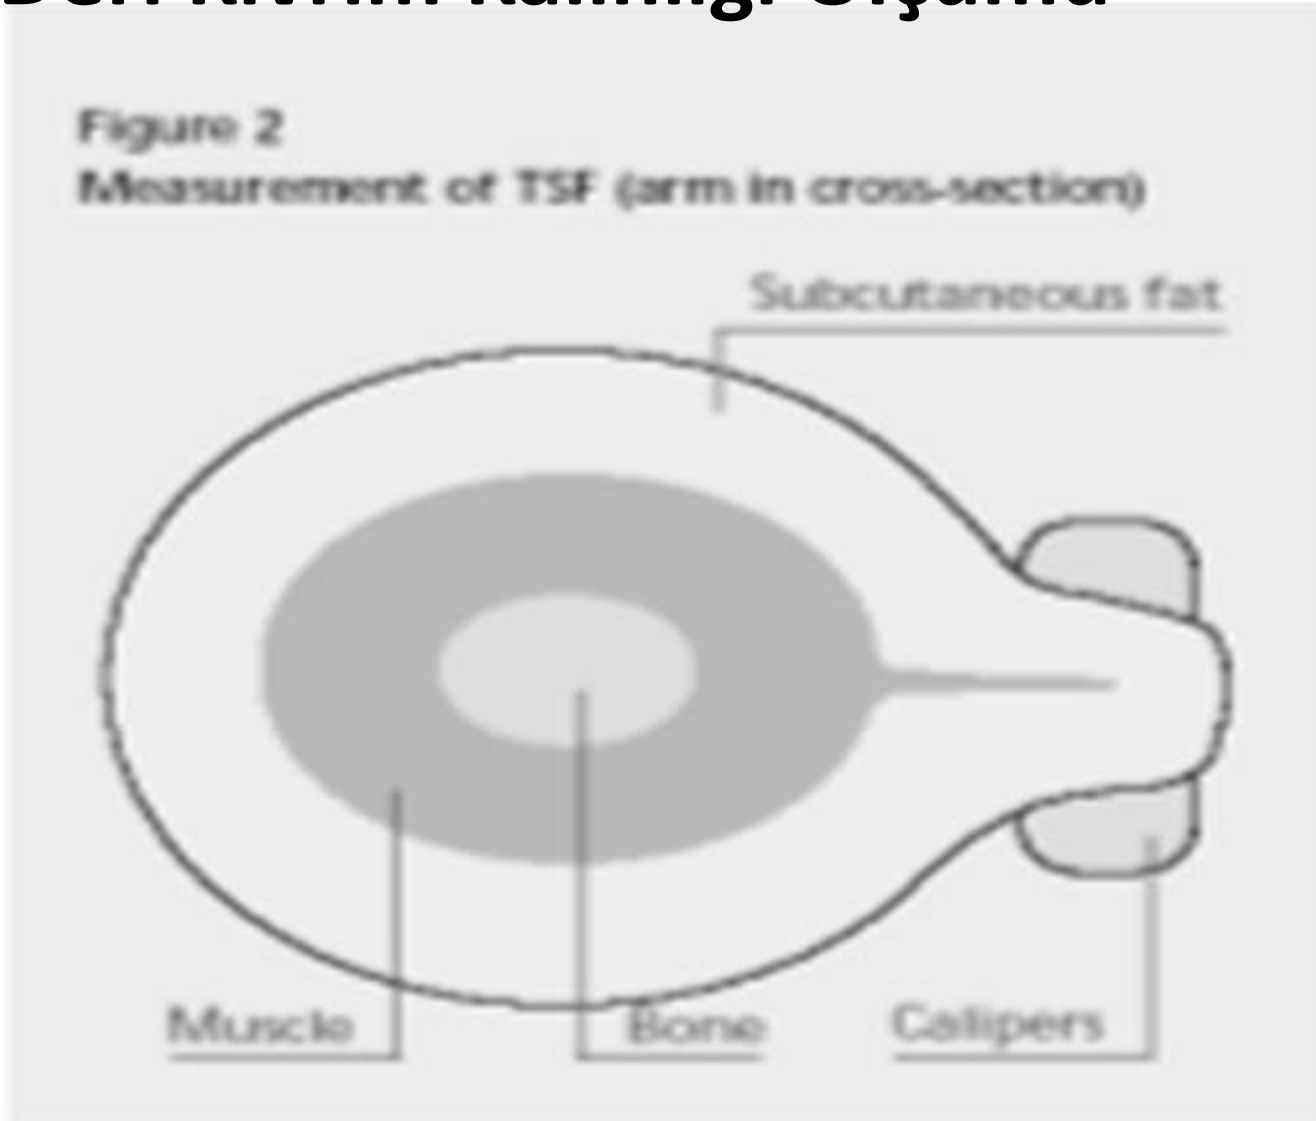 Figure 2
Measurement of TSF (arm in cross-section)
Subcutaneous fat
Muscle
Bone
Calipers